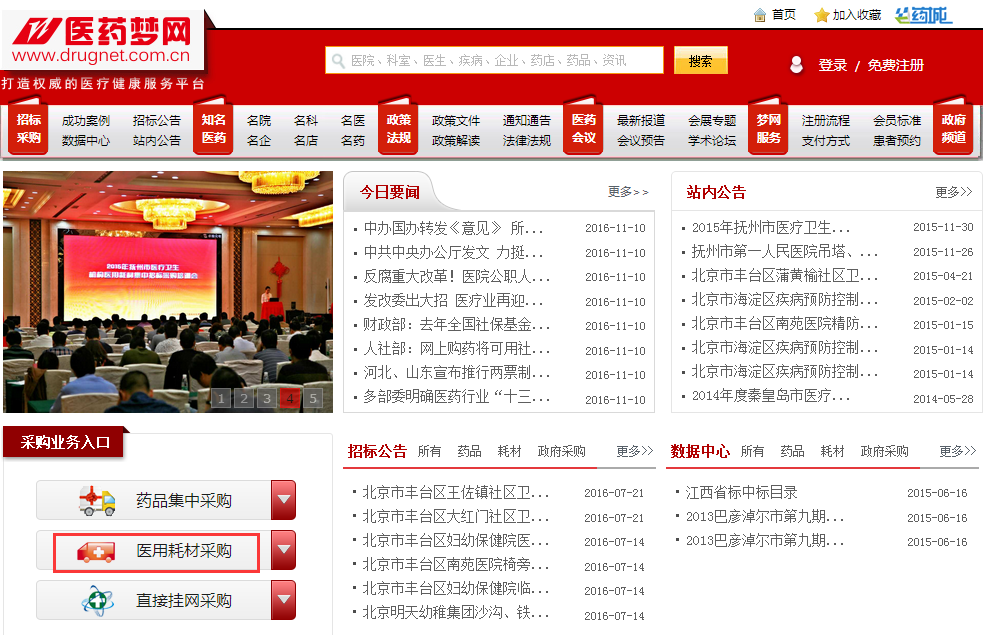 首页 加入收藏 药城
医药梦网
www.drugnet.com.cn
打造权威的医疗健康服务平台
医院、科室、医生、疾病、企业、药店、药品、资讯
搜索
登录 / 免费注册
招标 成功案例 招标公告 知名 名院 名科 名医 政策 政策文件 通知通告 医药 最新报道 会展专题 梦网 注册流程 会员标准 政府
采购 数据中心 站内公告 医药 名企 名店 名药 法规 政策解读 法律法规 会议 会议预告 学术论坛 服务 支付方式 患者预约 频道
2015年抚州市医疗卫生
1 2 3 4 5
今日要闻 更多>>
· 中办国办转发《意见》 所... 2016-11-10
· 中共中央办公厅发文 力挺... 2016-11-10
· 反腐重大改革！医院公职人... 2016-11-10
· 发改委出大招 医疗业再迎... 2016-11-10
· 财政部：去年全国社保基金... 2016-11-10
· 人社部：网上购药将可用社... 2016-11-10
· 河北、山东宣布推行两票制... 2016-11-10
· 多部委明确医药行业“十三... 2016-11-10
站内公告 更多>>
· 2015年抚州市医疗卫生... 2015-11-30
· 抚州市第一人民医院吊塔、... 2015-11-26
· 北京市丰台区蒲黄榆社区卫... 2015-04-21
· 北京市海淀区疾病预防控制... 2015-02-02
· 北京市丰台区南苑医院精防... 2015-01-15
· 北京市海淀区疾病预防控制... 2015-01-14
· 北京市海淀区疾病预防控制... 2015-01-14
· 2014年度秦皇岛市医疗... 2014-05-28
采购业务入口
药品集中采购
医用耗材采购
直接挂网采购
招标公告 所有 药品 耗材 政府采购 更多>>
· 北京市丰台区王佐镇社区卫... 2016-07-21
· 北京市丰台区大红门社区卫... 2016-07-21
· 北京市丰台区妇幼保健院医... 2016-07-14
· 北京市丰台区南苑医院椅旁... 2016-07-14
· 北京市丰台区妇幼保健院临... 2016-07-14
· 北京明天幼稚集团沙沟、铁... 2016-07-14
数据中心 所有 药品 耗材 政府采购 更多>>
· 江西省标中标目录 2015-06-16
· 2013巴彦淖尔市第九期... 2015-06-16
· 2013巴彦淖尔市第九期... 2015-06-16